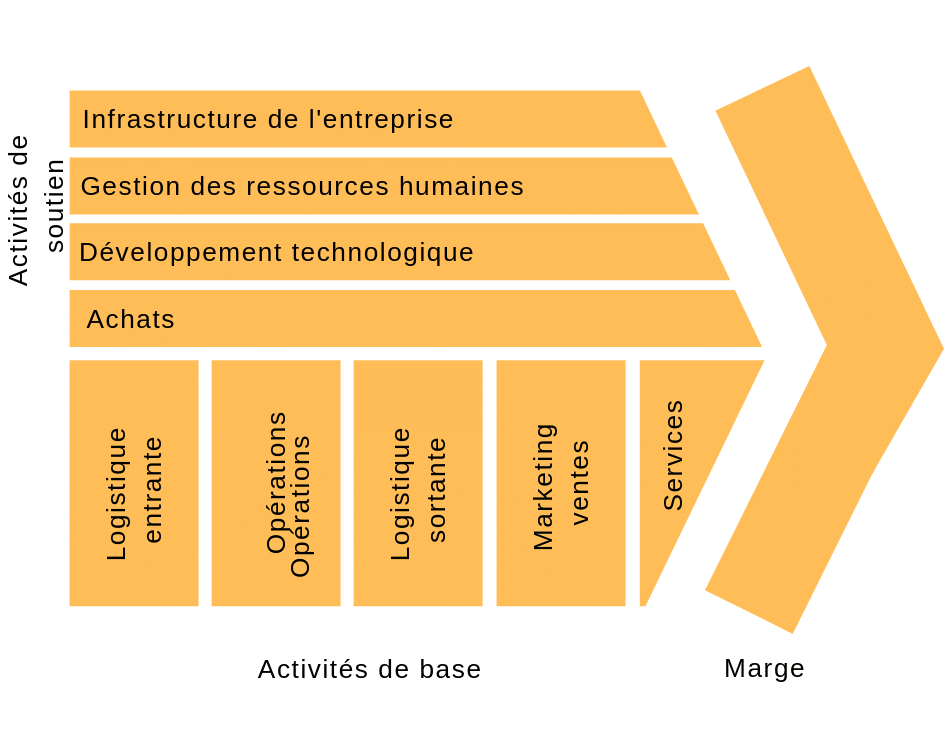 Activités de
soutien
Infrastructure de l'entreprise
Gestion des ressources humaines
Développement technologique
Achats
Logistique
entrante
Opérations
Opérations
Logistique
sortante
Marketing
ventes
Services
Activités de base
Marge